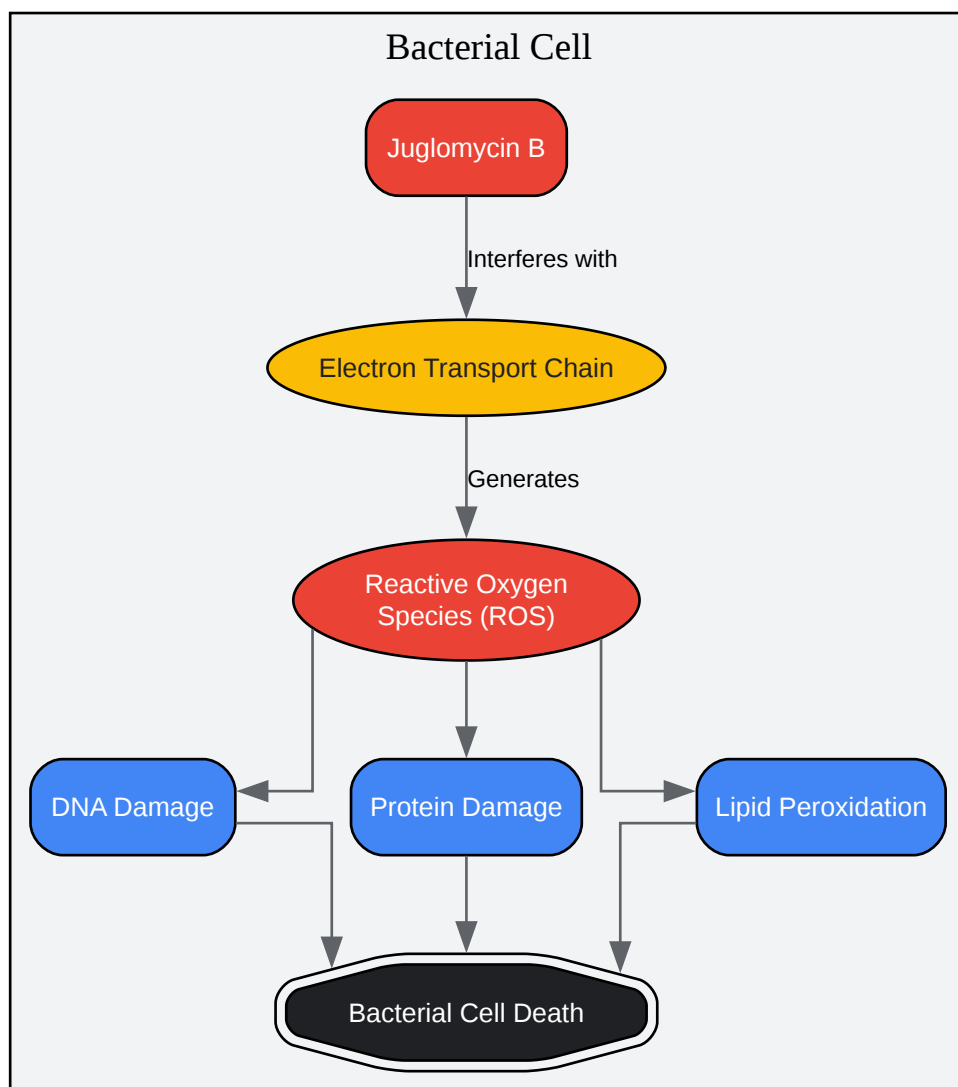 Bacterial Cell
Juglomycin B
Interferes with
Electron Transport Chain
Generates
Reactive Oxygen
Species (ROS)
DNA Damage
Protein Damage
Lipid Peroxidation
Bacterial Cell Death